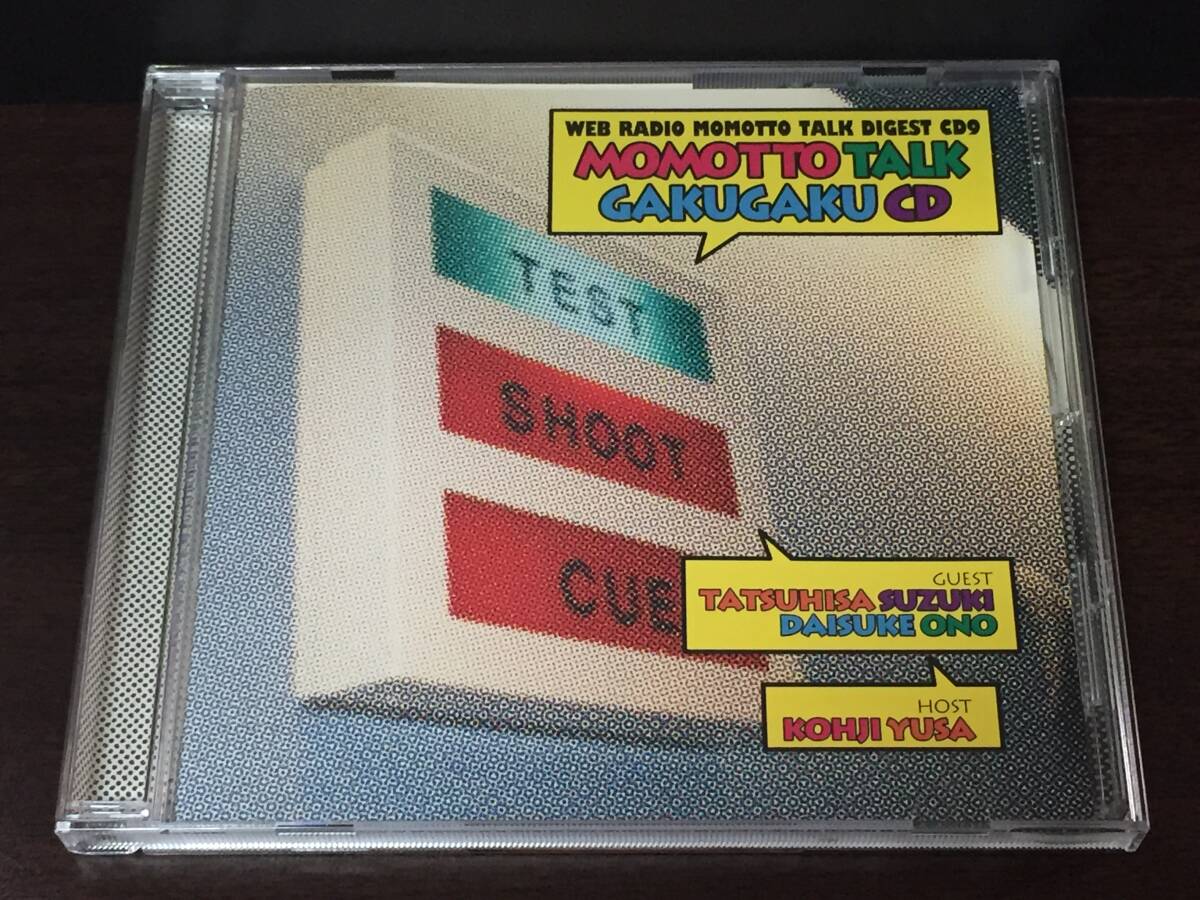 WEB RADIO MOMOTTO TALK DIGEST CD9
MOMOTTO TALK
GAKUGAKU CD
TEST
SHOOT
CUE
GUEST
TATSUHISA SUZUKI
DAISUKE ONO
HOST
KOHJI YUSA